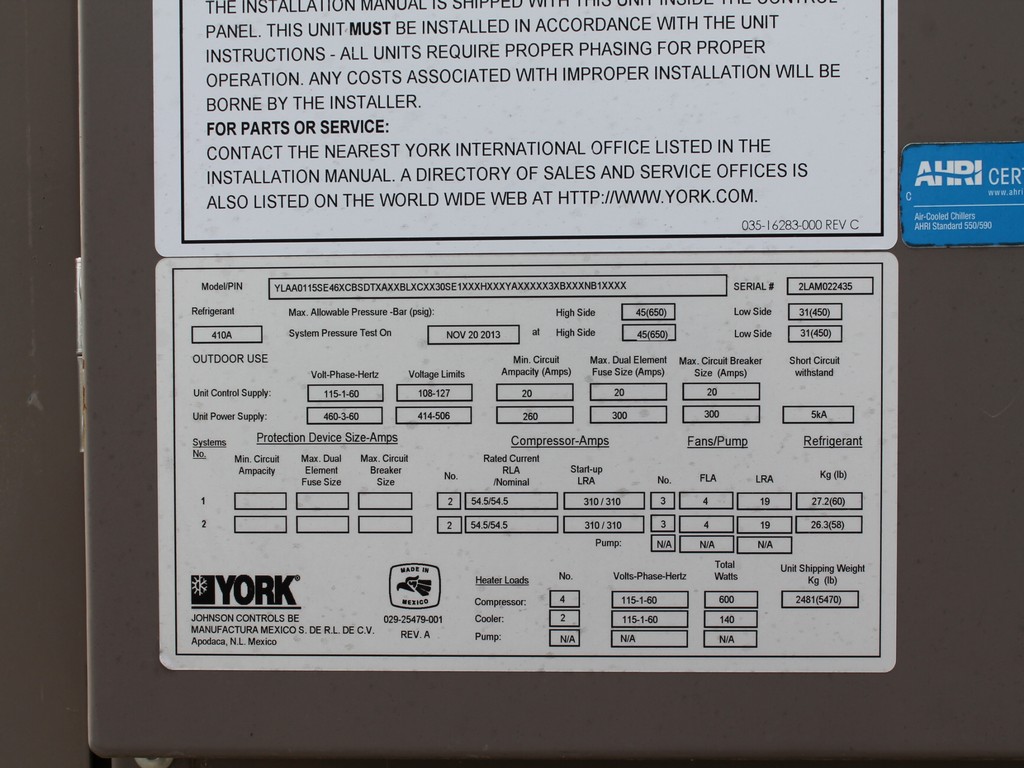 THE INSTALLATION MANUAL IS SHIPPED WITH THIS UNIT INSIDE THE CONTROL
PANEL. THIS UNIT MUST BE INSTALLED IN ACCORDANCE WITH THE UNIT
INSTRUCTIONS - ALL UNITS REQUIRE PROPER PHASING FOR PROPER
OPERATION. ANY COSTS ASSOCIATED WITH IMPROPER INSTALLATION WILL BE
BORNE BY THE INSTALLER.
FOR PARTS OR SERVICE:
CONTACT THE NEAREST YORK INTERNATIONAL OFFICE LISTED IN THE
INSTALLATION MANUAL. A DIRECTORY OF SALES AND SERVICE OFFICES IS
ALSO LISTED ON THE WORLD WIDE WEB AT HTTP://WWW.YORK.COM.
035-16283-000 REV C
AHRI CERT
www.ahri
C
Air-Cooled Chillers
AHRI Standard 550/590
Model/PIN YLAA0115SE46XCBSDTXAXXBLXCXX30SE1XXXHXXXYAXXXXX3XBXXXNB1XXXX SERIAL # 2LAM022435
Refrigerant Max. Allowable Pressure -Bar (psig): High Side 45(650) Low Side 31(450)
410A System Pressure Test On NOV 20 2013 at High Side 45(650) Low Side 31(450)
OUTDOOR USE
Volt-Phase-Hertz Voltage Limits Min. Circuit Ampacity (Amps) Max. Dual Element Fuse Size (Amps) Max. Circuit Breaker Size (Amps) Short Circuit withstand
Unit Control Supply: 115-1-60 108-127 20 20 20
Unit Power Supply: 460-3-60 414-506 260 300 300 5kA
Systems No. Protection Device Size-Amps Compressor-Amps Fans/Pump Refrigerant
Min. Circuit Ampacity Max. Dual Element Fuse Size Max. Circuit Breaker Size No. Rated Current RLA /Nominal Start-up LRA No. FLA LRA Kg (lb)
1 2 54.5/54.5 310 / 310 3 4 19 27.2(60)
2 2 54.5/54.5 310 / 310 3 4 19 26.3(58)
Pump: N/A N/A N/A
YORK®
JOHNSON CONTROLS BE
MANUFACTURA MEXICO S. DE R.L. DE C.V.
Apodaca, N.L. Mexico
MADE IN
MEXICO
029-25479-001
REV. A
Heater Loads No. Volts-Phase-Hertz Total Watts Unit Shipping Weight Kg (lb)
Compressor: 4 115-1-60 600 2481(5470)
Cooler: 2 115-1-60 140
Pump: N/A N/A N/A